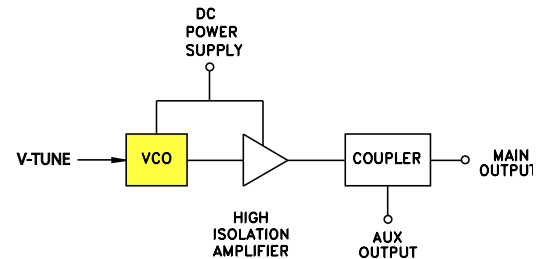 DC
POWER
SUPPLY
V-TUNE
VCO
COUPLER
MAIN
OUTPUT
HIGH
ISOLATION
AMPLIFIER
AUX
OUTPUT